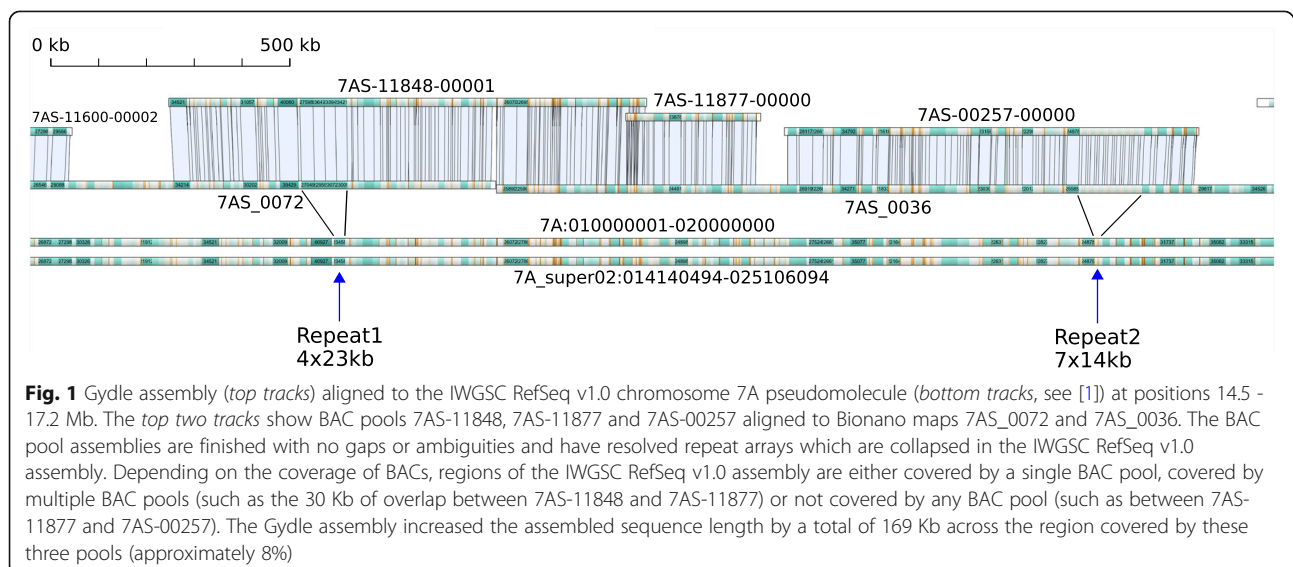 0 kb
500 kb
7AS-11848-00001
7AS-11877-00000
7AS-11600-00002
7AS-00257-00000
7AS_0072
7AS_0036
7A:010000001-020000000
7A_super02:014140494-025106094
Repeat1
4x23kb
Repeat2
7x14kb
Fig. 1 Gydle assembly (top tracks) aligned to the IWGSC RefSeq v1.0 chromosome 7A pseudomolecule (bottom tracks, see [1]) at positions 14.5 -
17.2 Mb. The top two tracks show BAC pools 7AS-11848, 7AS-11877 and 7AS-00257 aligned to Bionano maps 7AS_0072 and 7AS_0036. The BAC
pool assemblies are finished with no gaps or ambiguities and have resolved repeat arrays which are collapsed in the IWGSC RefSeq v1.0
assembly. Depending on the coverage of BACs, regions of the IWGSC RefSeq v1.0 assembly are either covered by a single BAC pool, covered by
multiple BAC pools (such as the 30 Kb of overlap between 7AS-11848 and 7AS-11877) or not covered by any BAC pool (such as between 7AS-
11877 and 7AS-00257). The Gydle assembly increased the assembled sequence length by a total of 169 Kb across the region covered by these
three pools (approximately 8%)